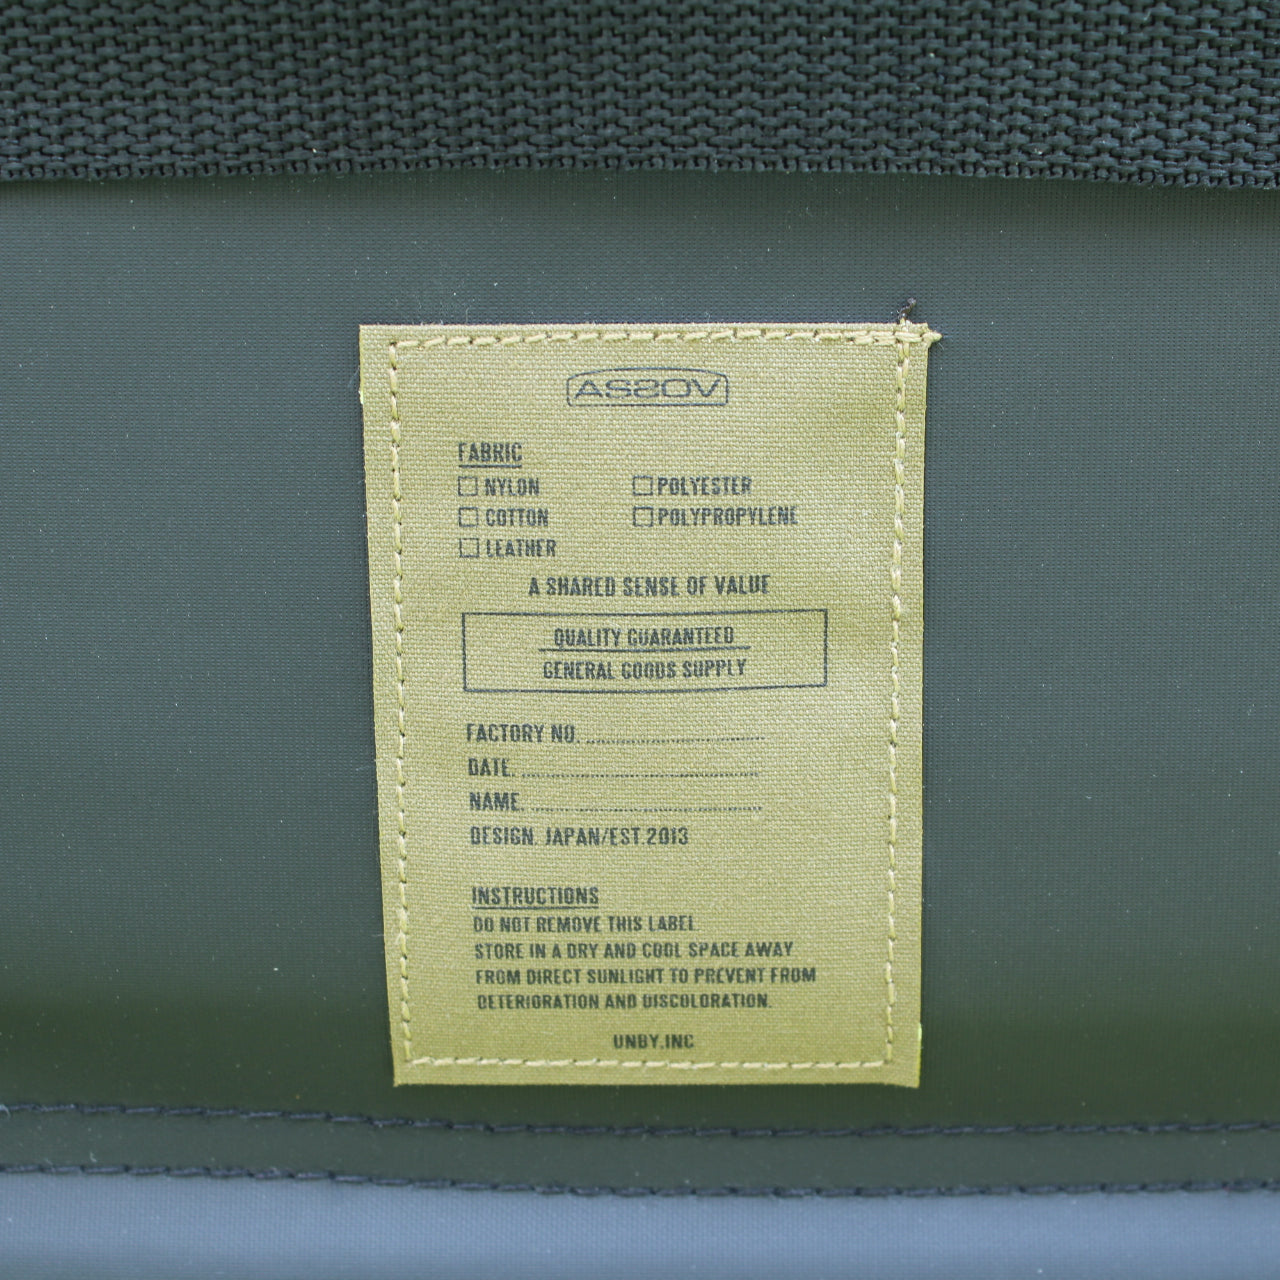 ASSOV
FABRIC
NYLON POLYESTER
COTTON POLYPROPYLENE
LEATHER
A SHARED SENSE OF VALUE
QUALITY GUARANTEED
GENERAL GOODS SUPPLY
FACTORY NO.
DATE.
NAME.
DESIGN. JAPAN/EST.2013
INSTRUCTIONS
DO NOT REMOVE THIS LABEL
STORE IN A DRY AND COOL SPACE AWAY
FROM DIRECT SUNLIGHT TO PREVENT FROM
DETERIORATION AND DISCOLORATION.
UNBY.INC